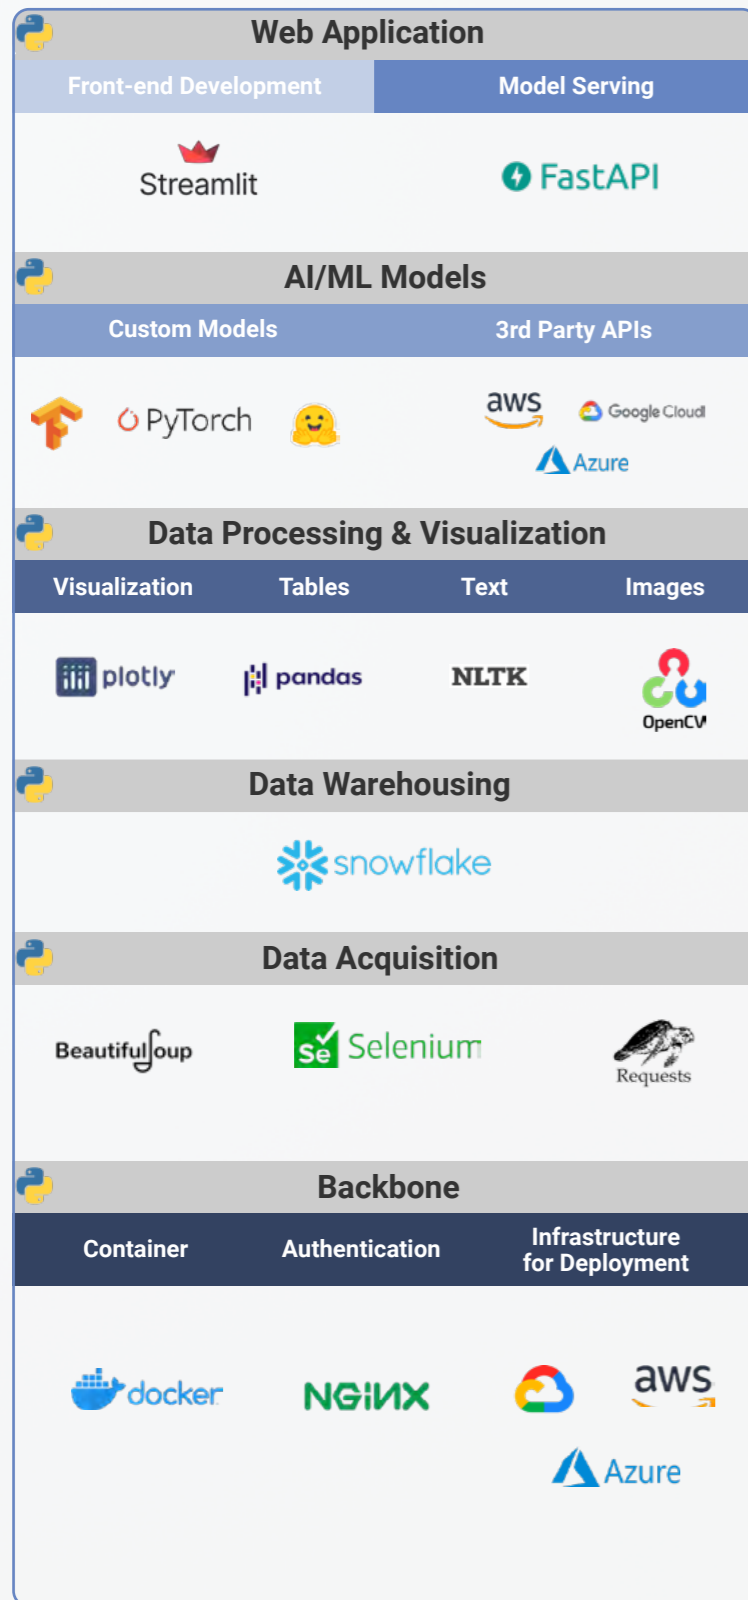 Web Application
Front-end Development
Model Serving
Streamlit
FastAPI
AI/ML Models
Custom Models
3rd Party APIs
PyTorch
aws
Google Cloud
Azure
Data Processing & Visualization
Visualization
Tables
Text
Images
plotly
pandas
NLTK
OpenCV
Data Warehousing
snowflake
Data Acquisition
BeautifulSoup
Se Selenium
Requests
Backbone
Container
Authentication
Infrastructure
for Deployment
docker
NGINX
aws
Azure